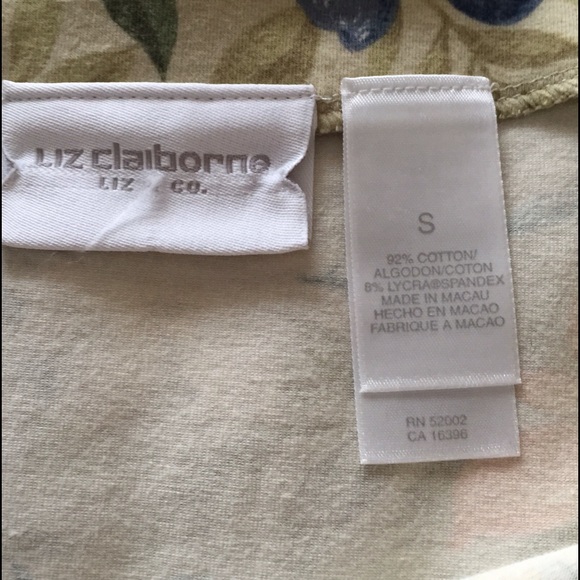 LIZ claiborne
LIZ & CO.
S
92% COTTON/
ALGODON/COTON
8% LYCRA®SPANDEX
MADE IN MACAU
HECHO EN MACAO
FABRIQUE A MACAO
RN 52002
CA 16396